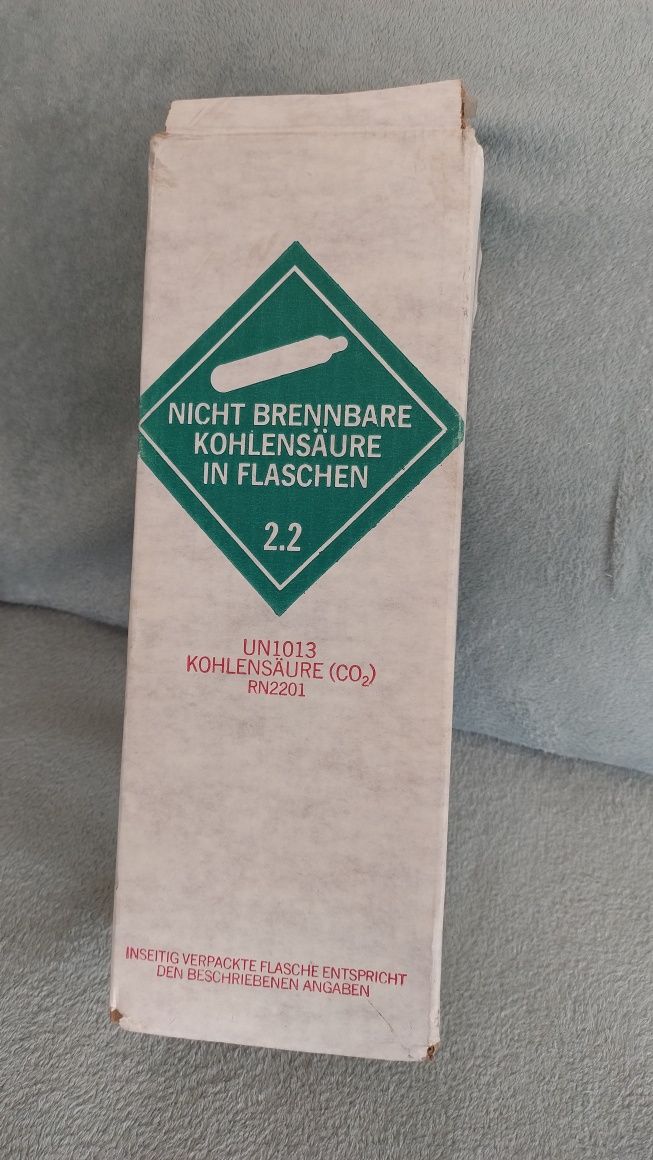 NICHT BRENNBARE
KOHLENSÄURE
IN FLASCHEN
2.2
UN1013
KOHLENSÄURE (CO₂)
RN2201
INSEITIG VERPACKTE FLASCHE ENTSPRICHT
DEN BESCHRIEBENEN ANGABEN